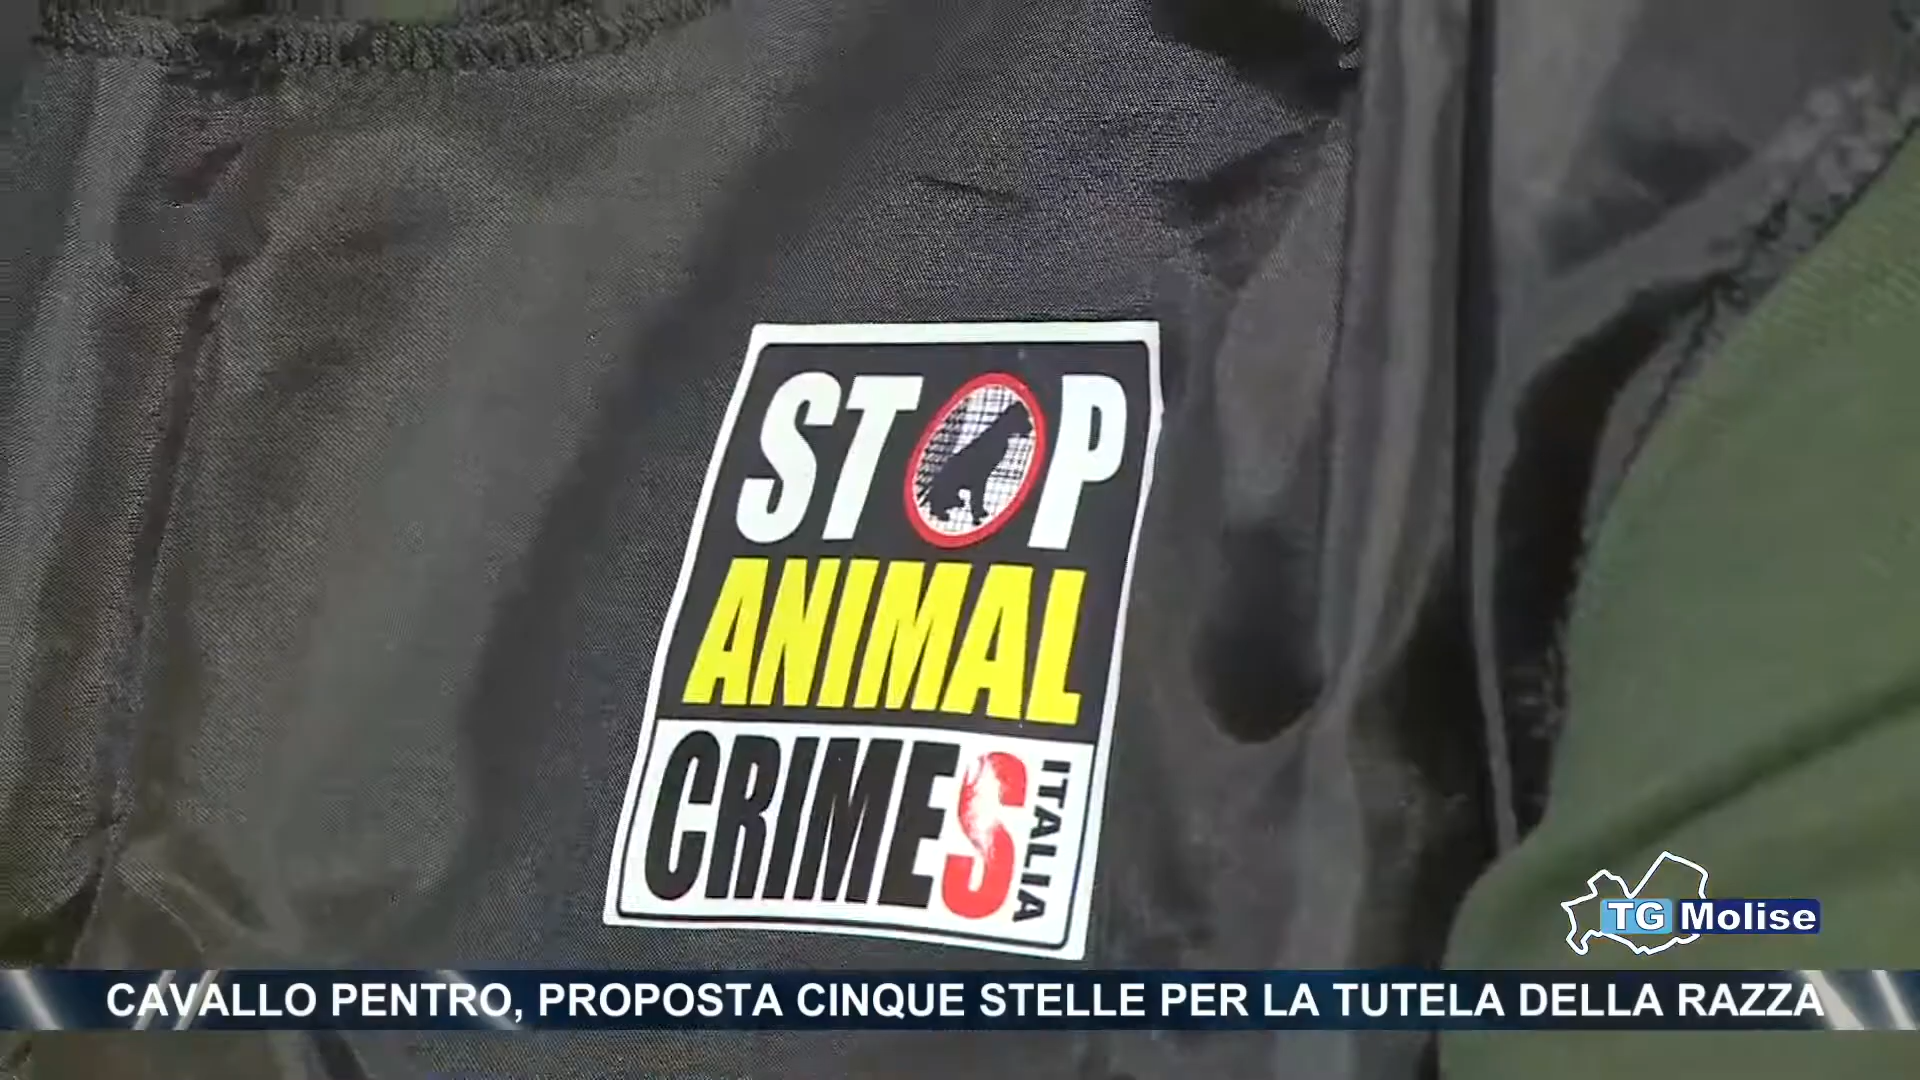 STOP
ANIMAL
CRIMES
ITALIA
TG Molise
CAVALLO PENTRO, PROPOSTA CINQUE STELLE PER LA TUTELA DELLA RAZZA